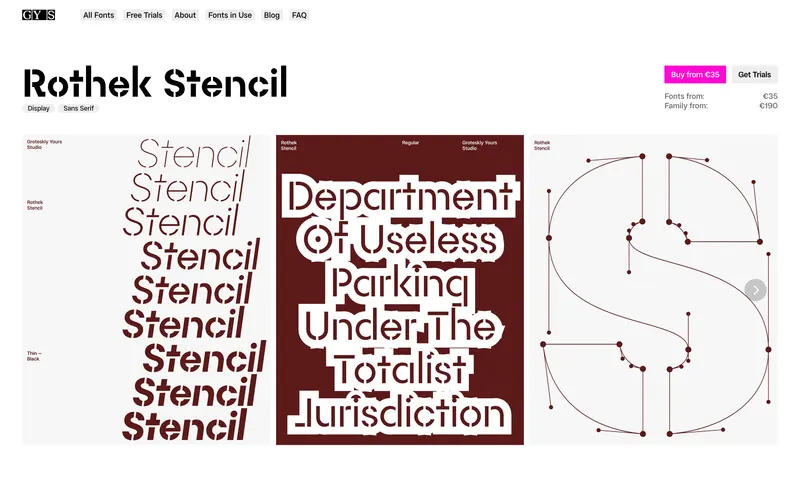 GYS
All Fonts
Free Trials
About
Fonts in Use
Blog
FAQ
Rothek Stencil
Display
Sans Serif
Buy from €35
Get Trials
Fonts from: €35
Family from: €190
Groteskly Yours
Studio
Rothek
Stencil
Thin —
Black
Stencil
Stencil
Stencil
Stencil
Stencil
Stencil
Stencil
Stencil
Stencil
Rothek
Stencil
Regular
Groteskly Yours
Studio
Department
Of Useless
Parking
Under The
Totalist
Jurisdiction
Rothek
Stencil
S